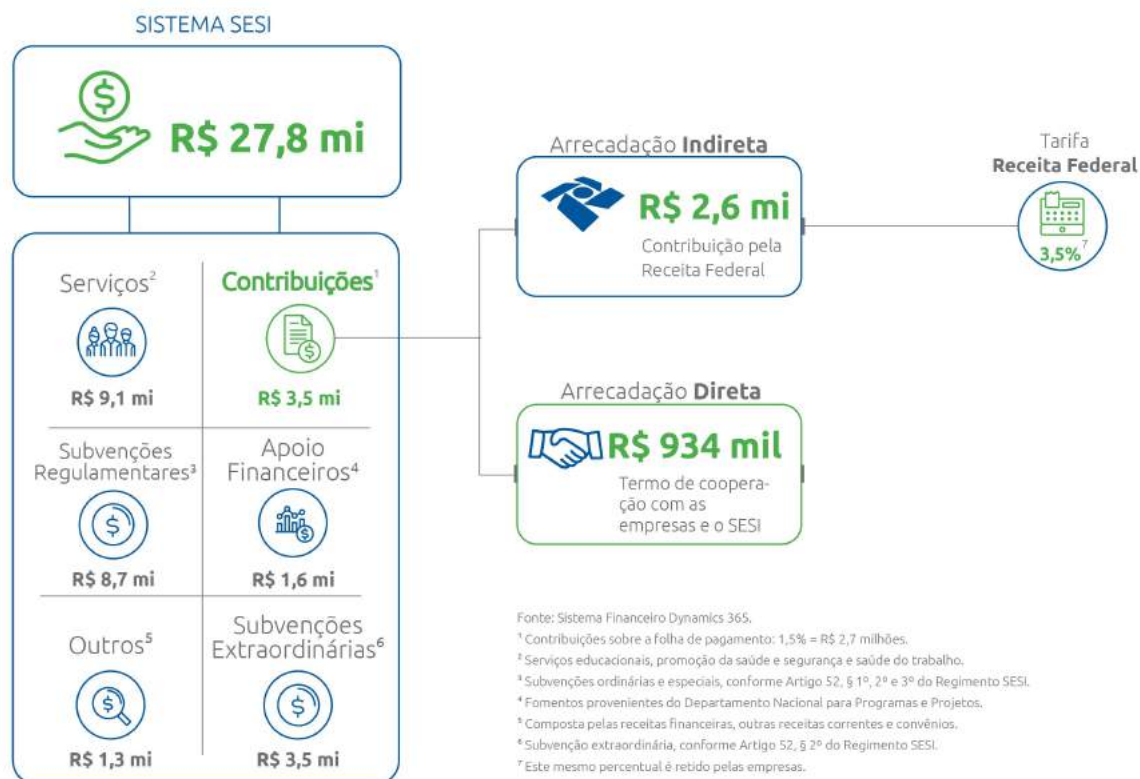 SISTEMA SESI
R$ 27,8 mi
Serviços²
R$ 9,1 mi
Contribuições¹
R$ 3,5 mi
Subvenções
Regulamentares³
R$ 8,7 mi
Apoio
Financeiros⁴
R$ 1,6 mi
Outros⁵
R$ 1,3 mi
Subvenções
Extraordinárias⁶
R$ 3,5 mi
Arrecadação Indireta
R$ 2,6 mi
Contribuição pela
Receita Federal
Tarifa
Receita Federal
3,5%⁷
Arrecadação Direta
R$ 934 mil
Termo de coopera-
ção com as
empresas e o SESI
Fonte: Sistema Financeiro Dynamics 365.
¹ Contribuições sobre a folha de pagamento: 1,5% = R$ 2,7 milhões.
² Serviços educacionais, promoção da saúde e segurança e saúde do trabalho.
³ Subvenções ordinárias e especiais, conforme Artigo 52, § 1º, 2º e 3º do Regimento SESI.
⁴ Fomentos provenientes do Departamento Nacional para Programas e Projetos.
⁵ Composta pelas receitas financeiras, outras receitas correntes e convênios.
⁶ Subvenção extraordinária, conforme Artigo 52, § 2º do Regimento SESI.
⁷ Este mesmo percentual é retido pelas empresas.